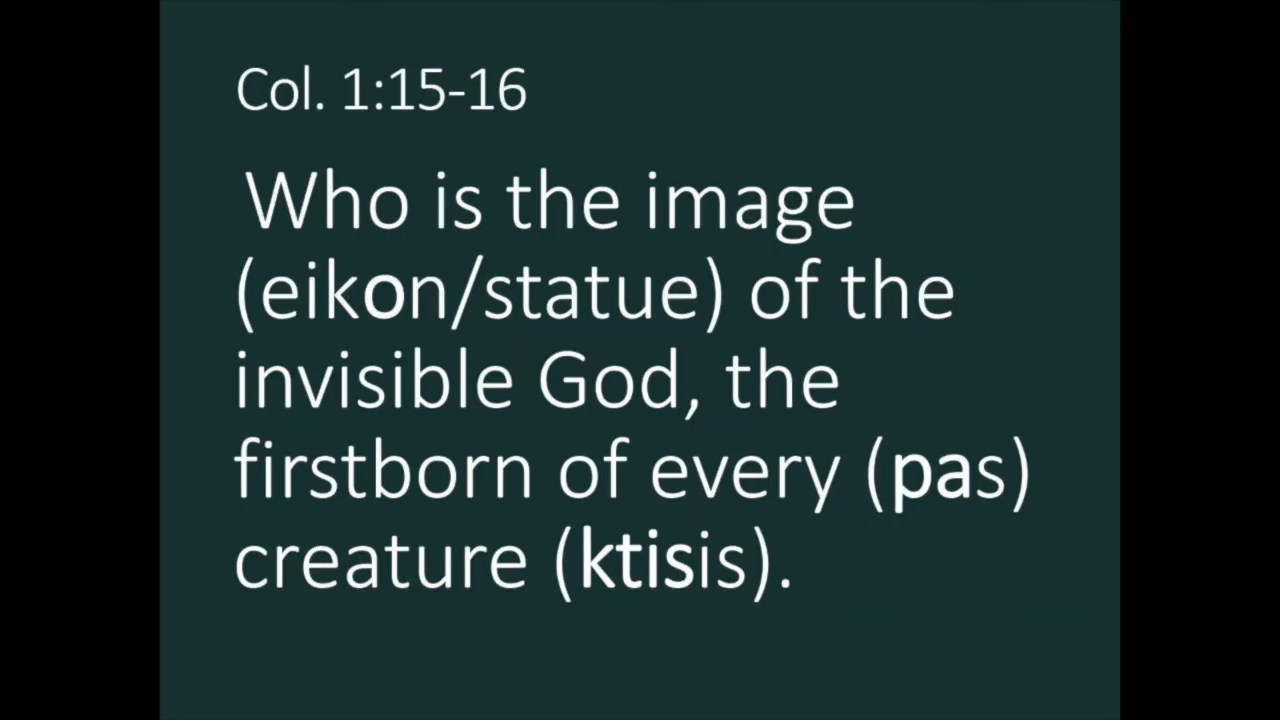 Col. 1:15-16
Who is the image
(eikon/statue) of the
invisible God, the
firstborn of every (pas)
creature (ktisis).